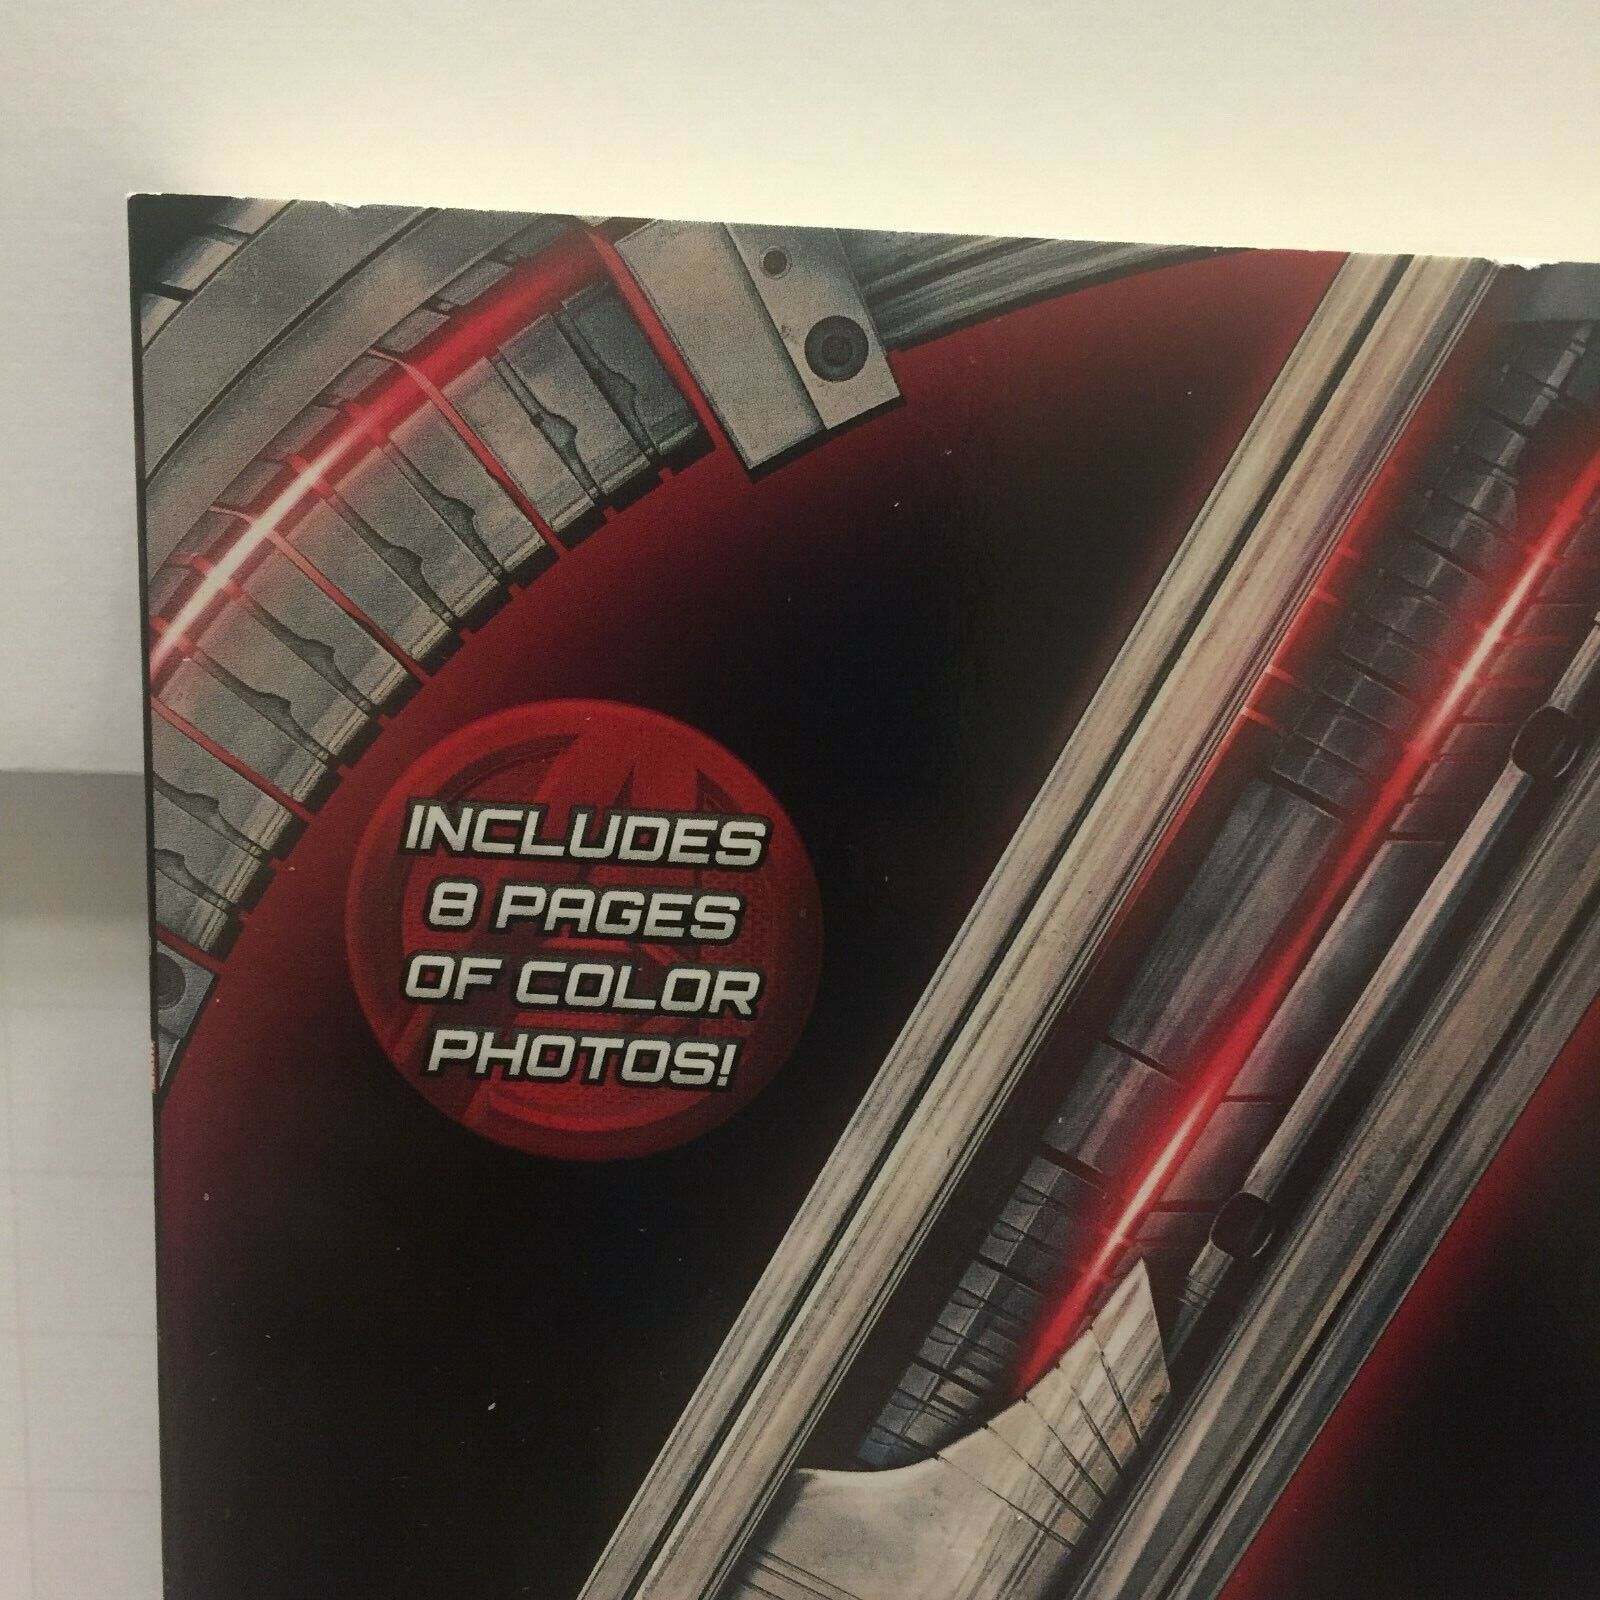 INCLUDES
8 PAGES
OF COLOR
PHOTOS!